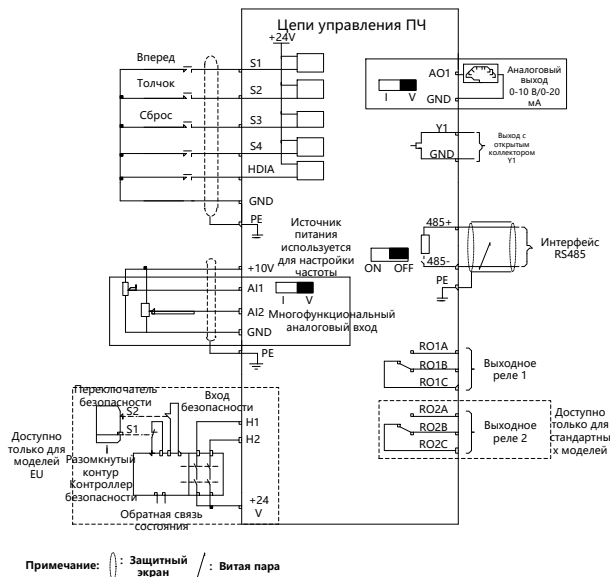 Цепи управления ПЧ
+24V
Вперед
S1
Толчок
S2
Сброс
S3
S4
HDIA
GND
PE
Источник
питания
используется
для настройки
частоты
+10V
AI1
I V
AI2
Многофункциональный
аналоговый вход
GND
PE
Переключатель
безопасности
S2
S1
Вход
безопасности
H1
H2
Доступно
только для
моделей
EU
Разомкнутый
контур
Контроллер
безопасности
Обратная связь
состояния
+24
V
AO1
I V
GND
Аналоговый
выход
0-10 В/0-20
мА
Y1
GND
Выход с
открытым
коллектором
Y1
485+
485-
ON OFF
PE
Интерфейс
RS485
RO1A
RO1B
RO1C
Выходное
реле 1
RO2A
RO2B
RO2C
Выходное
реле 2
Доступно
только для
стандартны
х моделей
Примечание: : Защитный
экран
: Витая пара